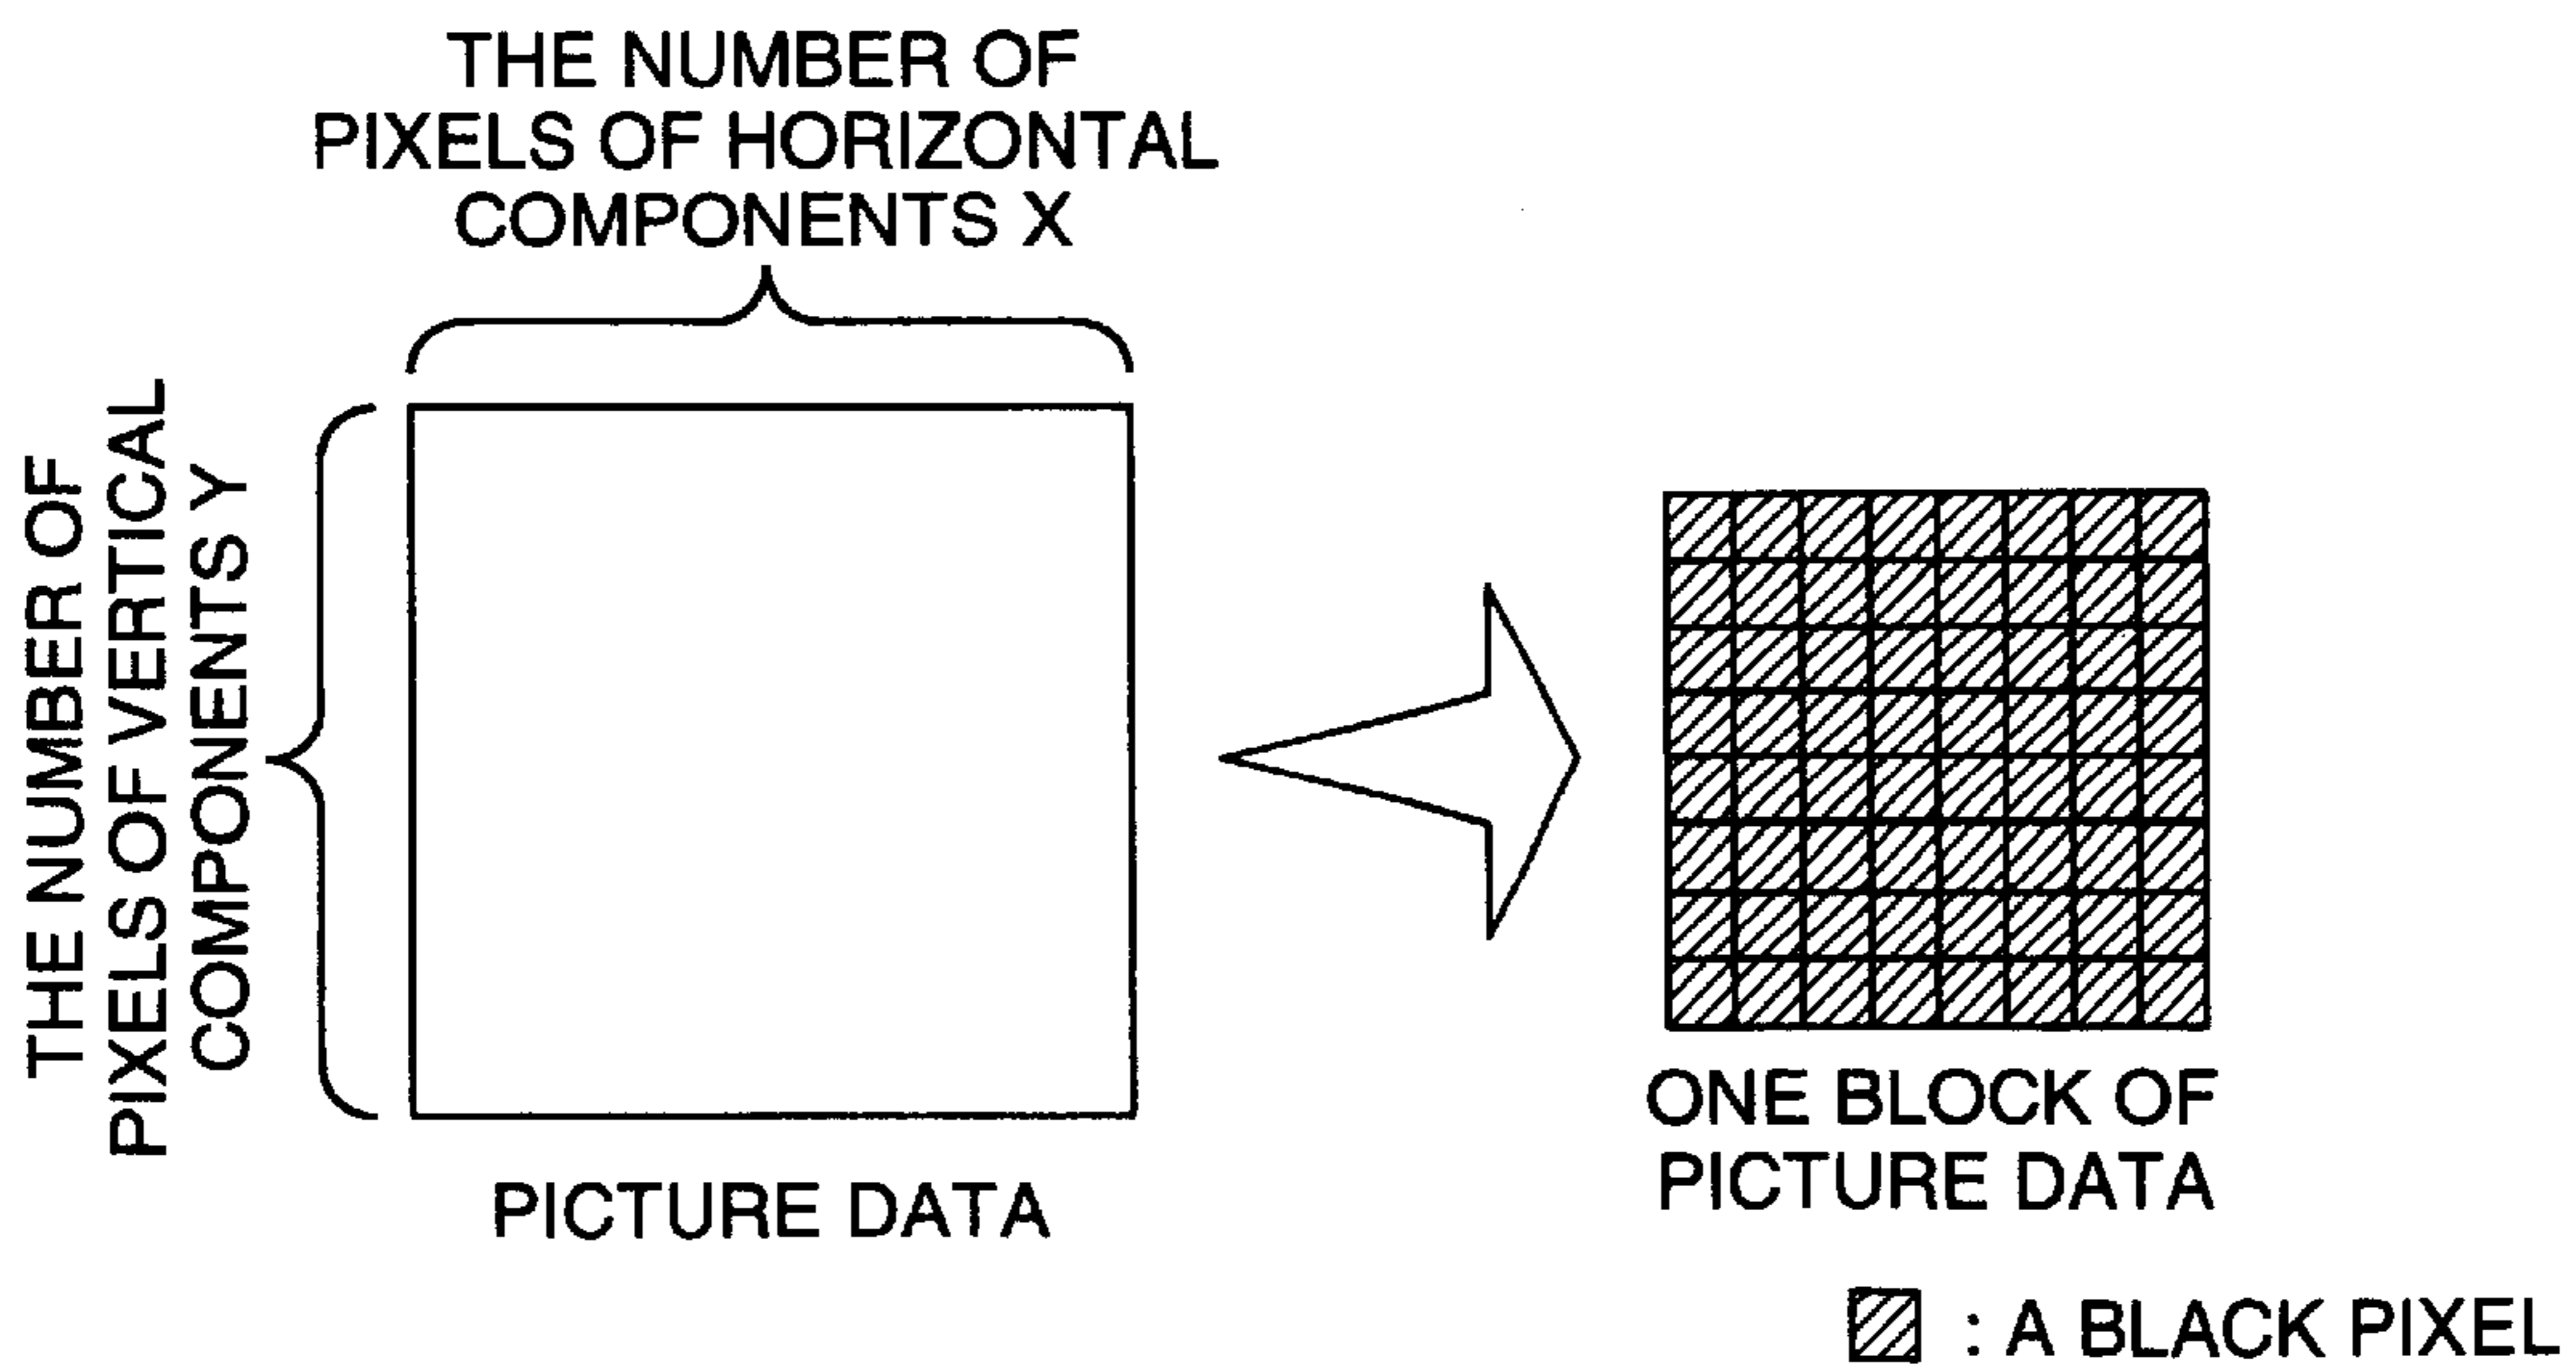 THE NUMBER OF
PIXELS OF HORIZONTAL
COMPONENTS X
THE NUMBER OF
PIXELS OF VERTICAL
COMPONENTS Y
PICTURE DATA
ONE BLOCK OF
PICTURE DATA
: A BLACK PIXEL